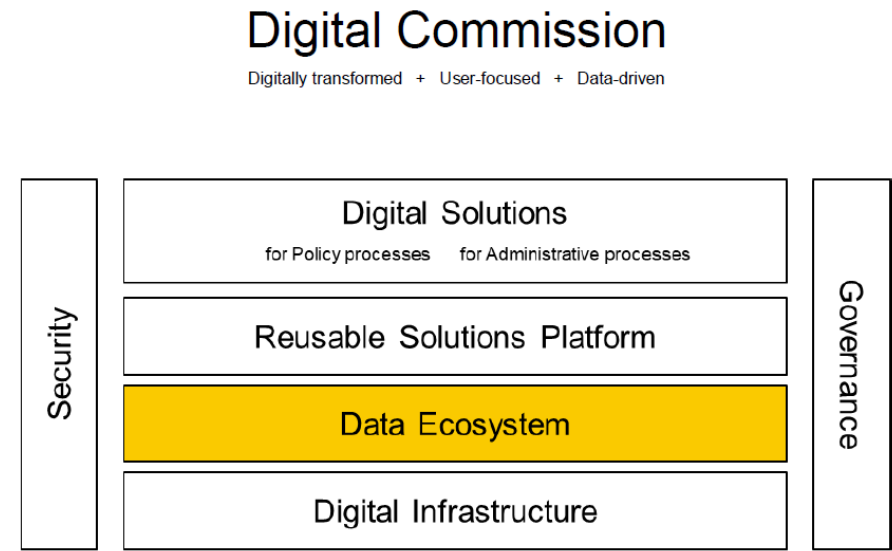 Digital Commission
Digitally transformed + User-focused + Data-driven
Security
Digital Solutions
for Policy processes for Administrative processes
Reusable Solutions Platform
Data Ecosystem
Digital Infrastructure
Governance